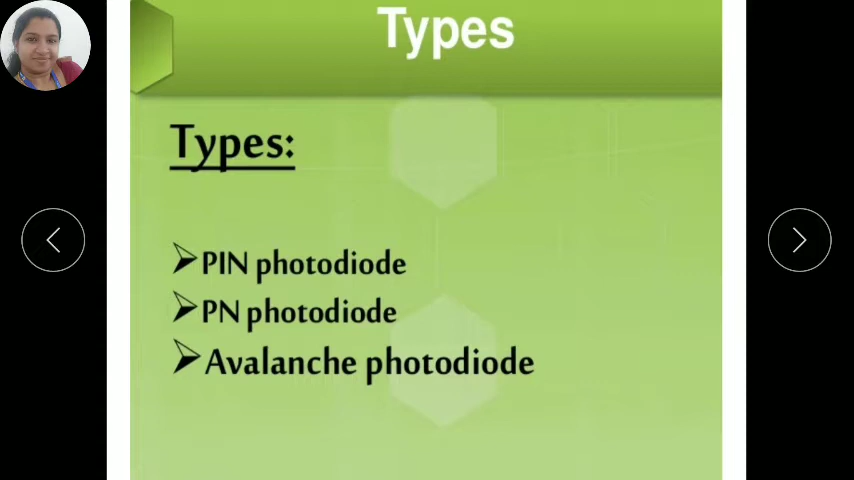 Types
Types:
PIN photodiode
PN photodiode
Avalanche photodiode